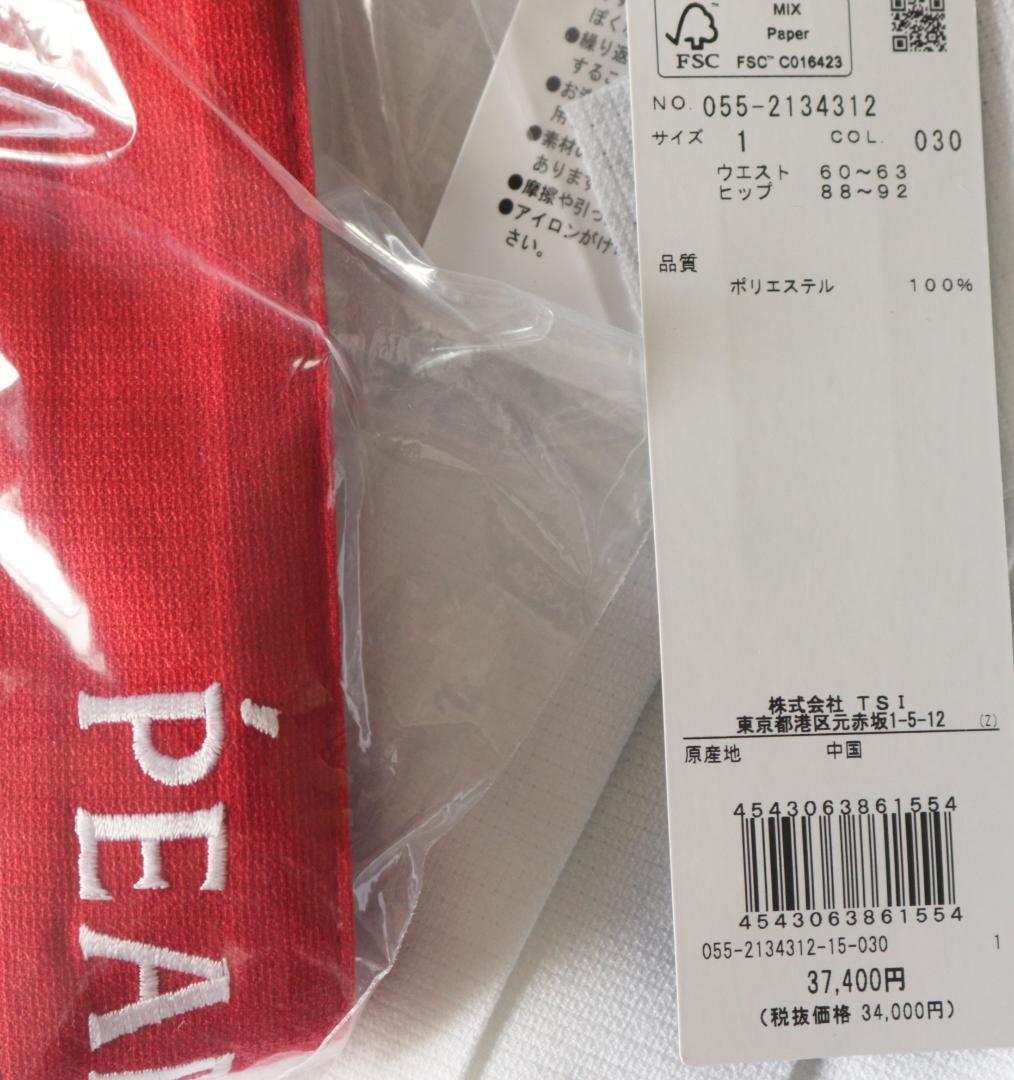 MIX
Paper
FSC
FSC™ C016423
NO. 055-2134312
サイズ 1 COL. 030
ウエスト 60～63
ヒップ 88～92
品質
ポリエステル 100%
株式会社 TSI
東京都港区元赤坂1-5-12 (Z)
原産地 中国
4543063861554
4543063861554
055-2134312-15-030 1
37,400円
(税抜価格 34,000円)
ぼく
●繰り返
するこ
●お
用
●素材
あります
●摩擦や引っ
●アイロンがけ
さい。
PEA